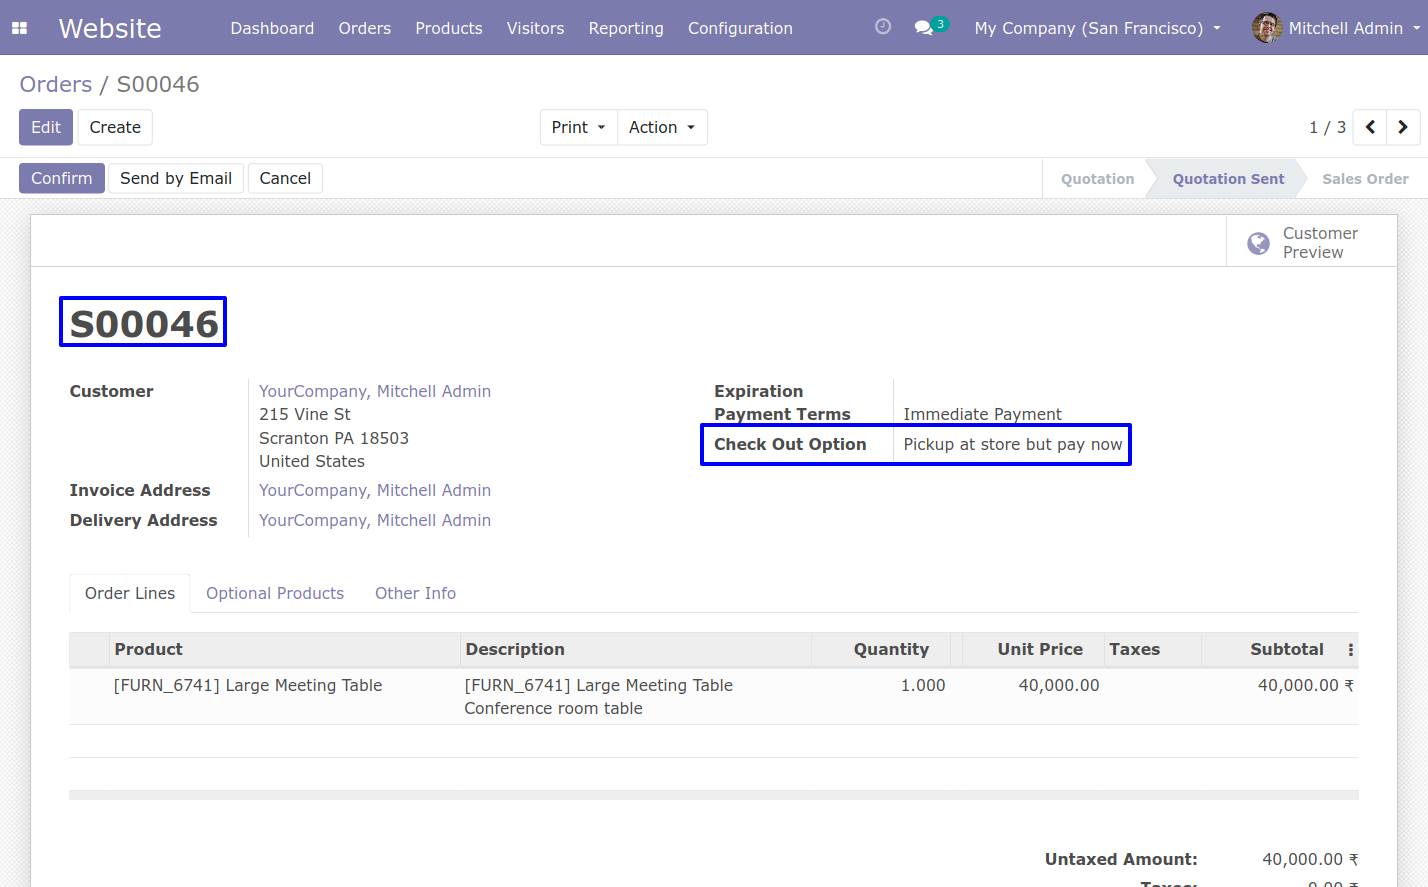 Website Dashboard Orders Products Visitors Reporting Configuration 3 My Company (San Francisco) Mitchell Admin
Orders / S00046
Edit Create Print Action 1 / 3
Confirm Send by Email Cancel Quotation Quotation Sent Sales Order
Customer
Preview
S00046
Customer YourCompany, Mitchell Admin
215 Vine St
Scranton PA 18503
United States
Invoice Address YourCompany, Mitchell Admin
Delivery Address YourCompany, Mitchell Admin
Expiration
Payment Terms Immediate Payment
Check Out Option Pickup at store but pay now
Order Lines Optional Products Other Info
Product Description Quantity Unit Price Taxes Subtotal
[FURN_6741] Large Meeting Table [FURN_6741] Large Meeting Table 1.000 40,000.00 40,000.00 ₹
Conference room table
Untaxed Amount: 40,000.00 ₹
Taxes: 0.00 ₹